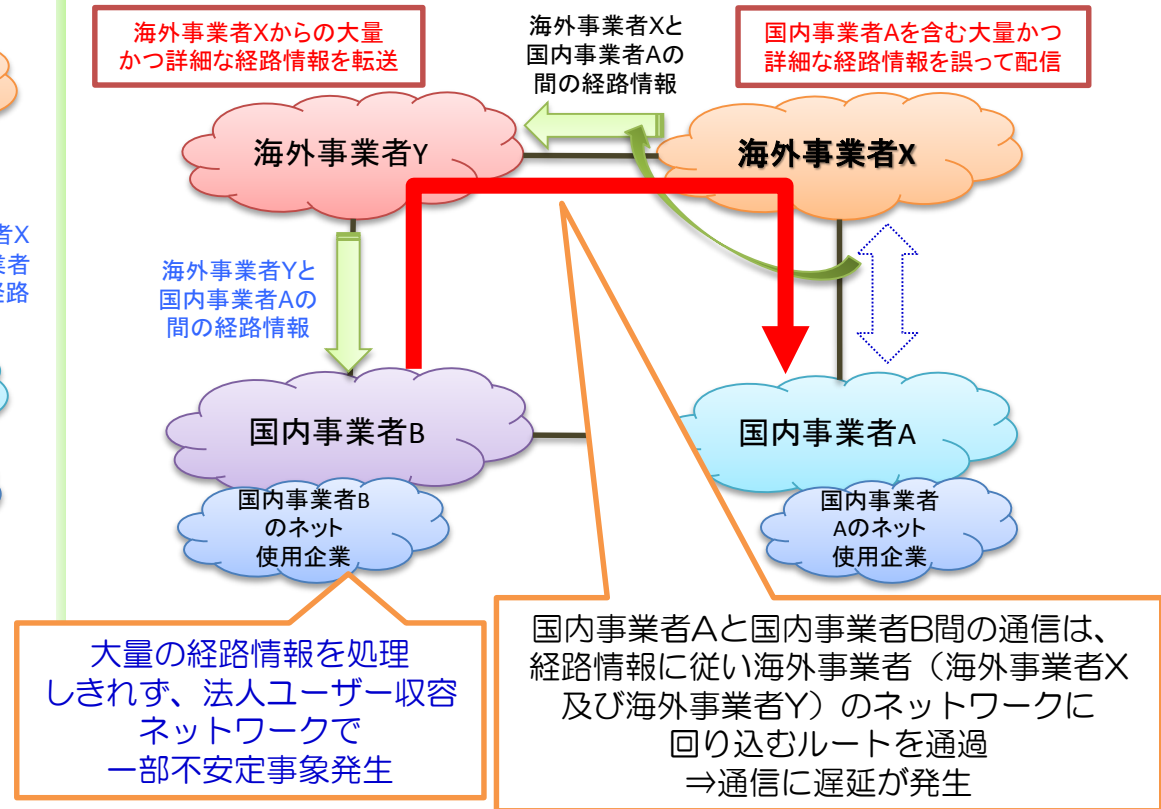 海外事業者Xからの大量
かつ詳細な経路情報を転送
海外事業者Xと
国内事業者Aの
間の経路情報
国内事業者Aを含む大量かつ
詳細な経路情報を誤って配信
海外事業者Y
海外事業者X
者X
業者
経路
海外事業者Yと
国内事業者Aの
間の経路情報
国内事業者B
国内事業者A
国内事業者B
のネット
使用企業
国内事業者
Aのネット
使用企業
大量の経路情報を処理
しきれず、法人ユーザー収容
ネットワークで
一部不安定事象発生
国内事業者Aと国内事業者B間の通信は、
経路情報に従い海外事業者（海外事業者X
及び海外事業者Y）のネットワークに
回り込むルートを通過
⇒通信に遅延が発生